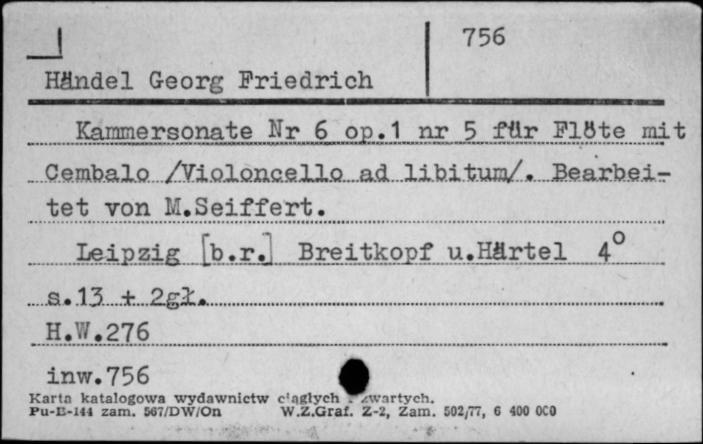 756
Händel Georg Friedrich
Kammersonate Nr 6 op.1 nr 5 für Flöte mit
Cembalo /Violoncello ad libitum/. Bearbei-
tet von M.Seiffert.
Leipzig [b.r.] Breitkopf u.Härtel 4°
s.13 + 2gł.
H.W.276
inw.756
Karta katalogowa wydawnictw ciągłych i zwartych.
Pu-E-144 zam. 567/DW/On W.Z.Graf. Z-2, Zam. 502/77, 6 400 000